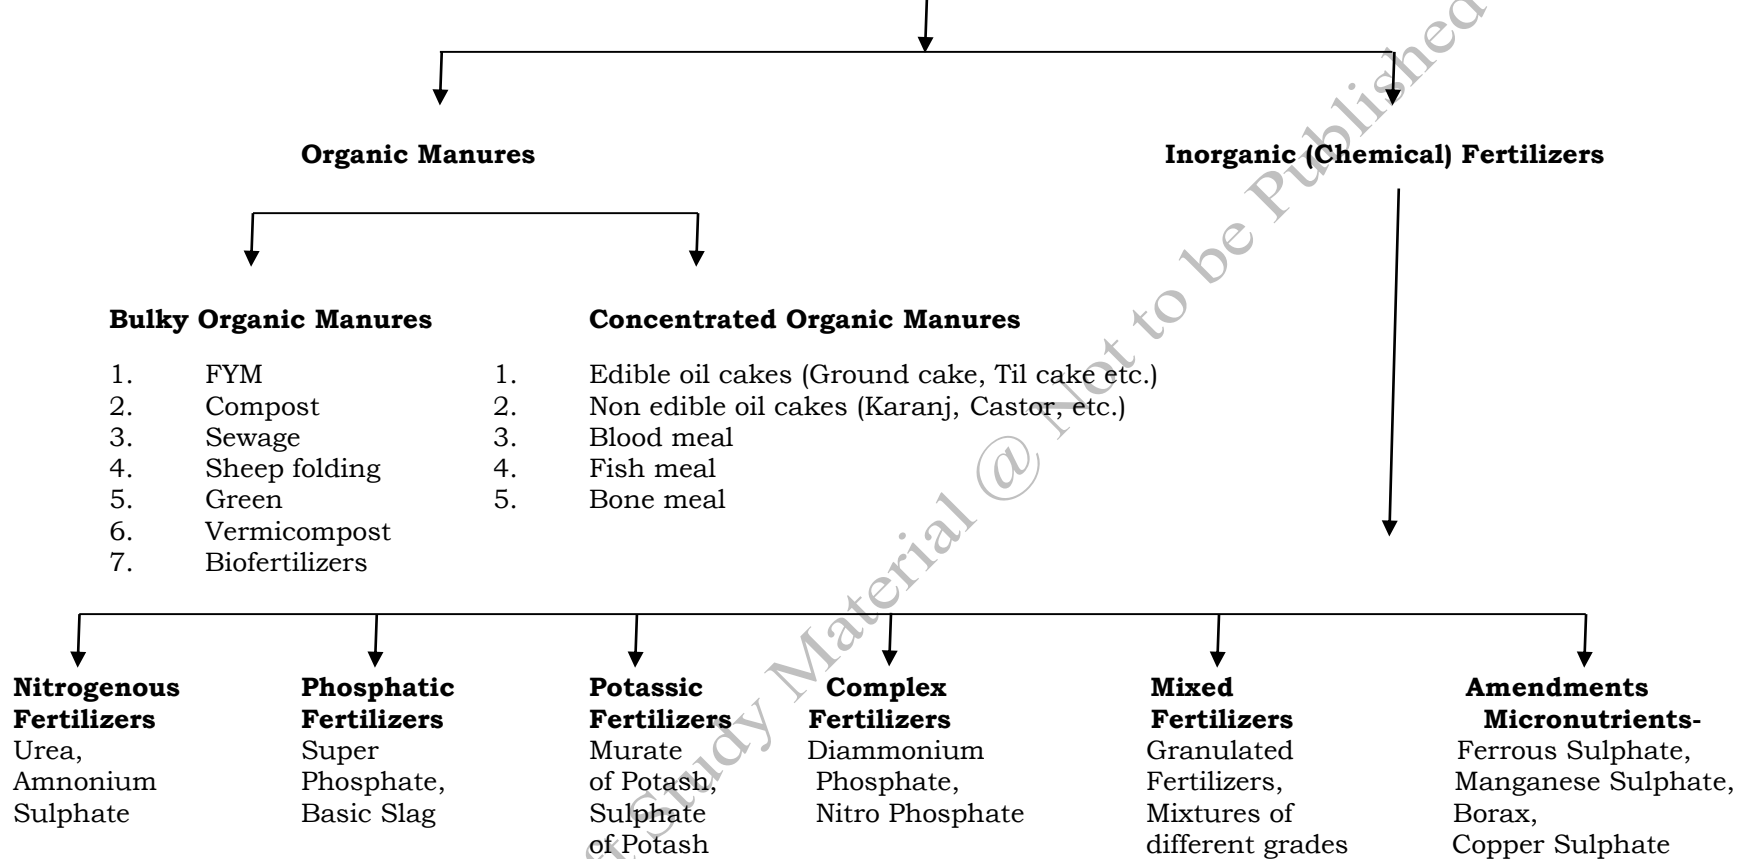 Organic Manures
Inorganic (Chemical) Fertilizers
Bulky Organic Manures
1. FYM
2. Compost
3. Sewage
4. Sheep folding
5. Green
6. Vermicompost
7. Biofertilizers
Concentrated Organic Manures
1. Edible oil cakes (Ground cake, Til cake etc.)
2. Non edible oil cakes (Karanj, Castor, etc.)
3. Blood meal
4. Fish meal
5. Bone meal
Nitrogenous
Fertilizers
Urea,
Amnonium
Sulphate
Phosphatic
Fertilizers
Super
Phosphate,
Basic Slag
Potassic
Fertilizers
Murate
of Potash,
Sulphate
of Potash
Complex
Fertilizers
Diammonium
Phosphate,
Nitro Phosphate
Mixed
Fertilizers
Granulated
Fertilizers,
Mixtures of
different grades
Amendments
Micronutrients-
Ferrous Sulphate,
Manganese Sulphate,
Borax,
Copper Sulphate
Study Material @ Not to be Published